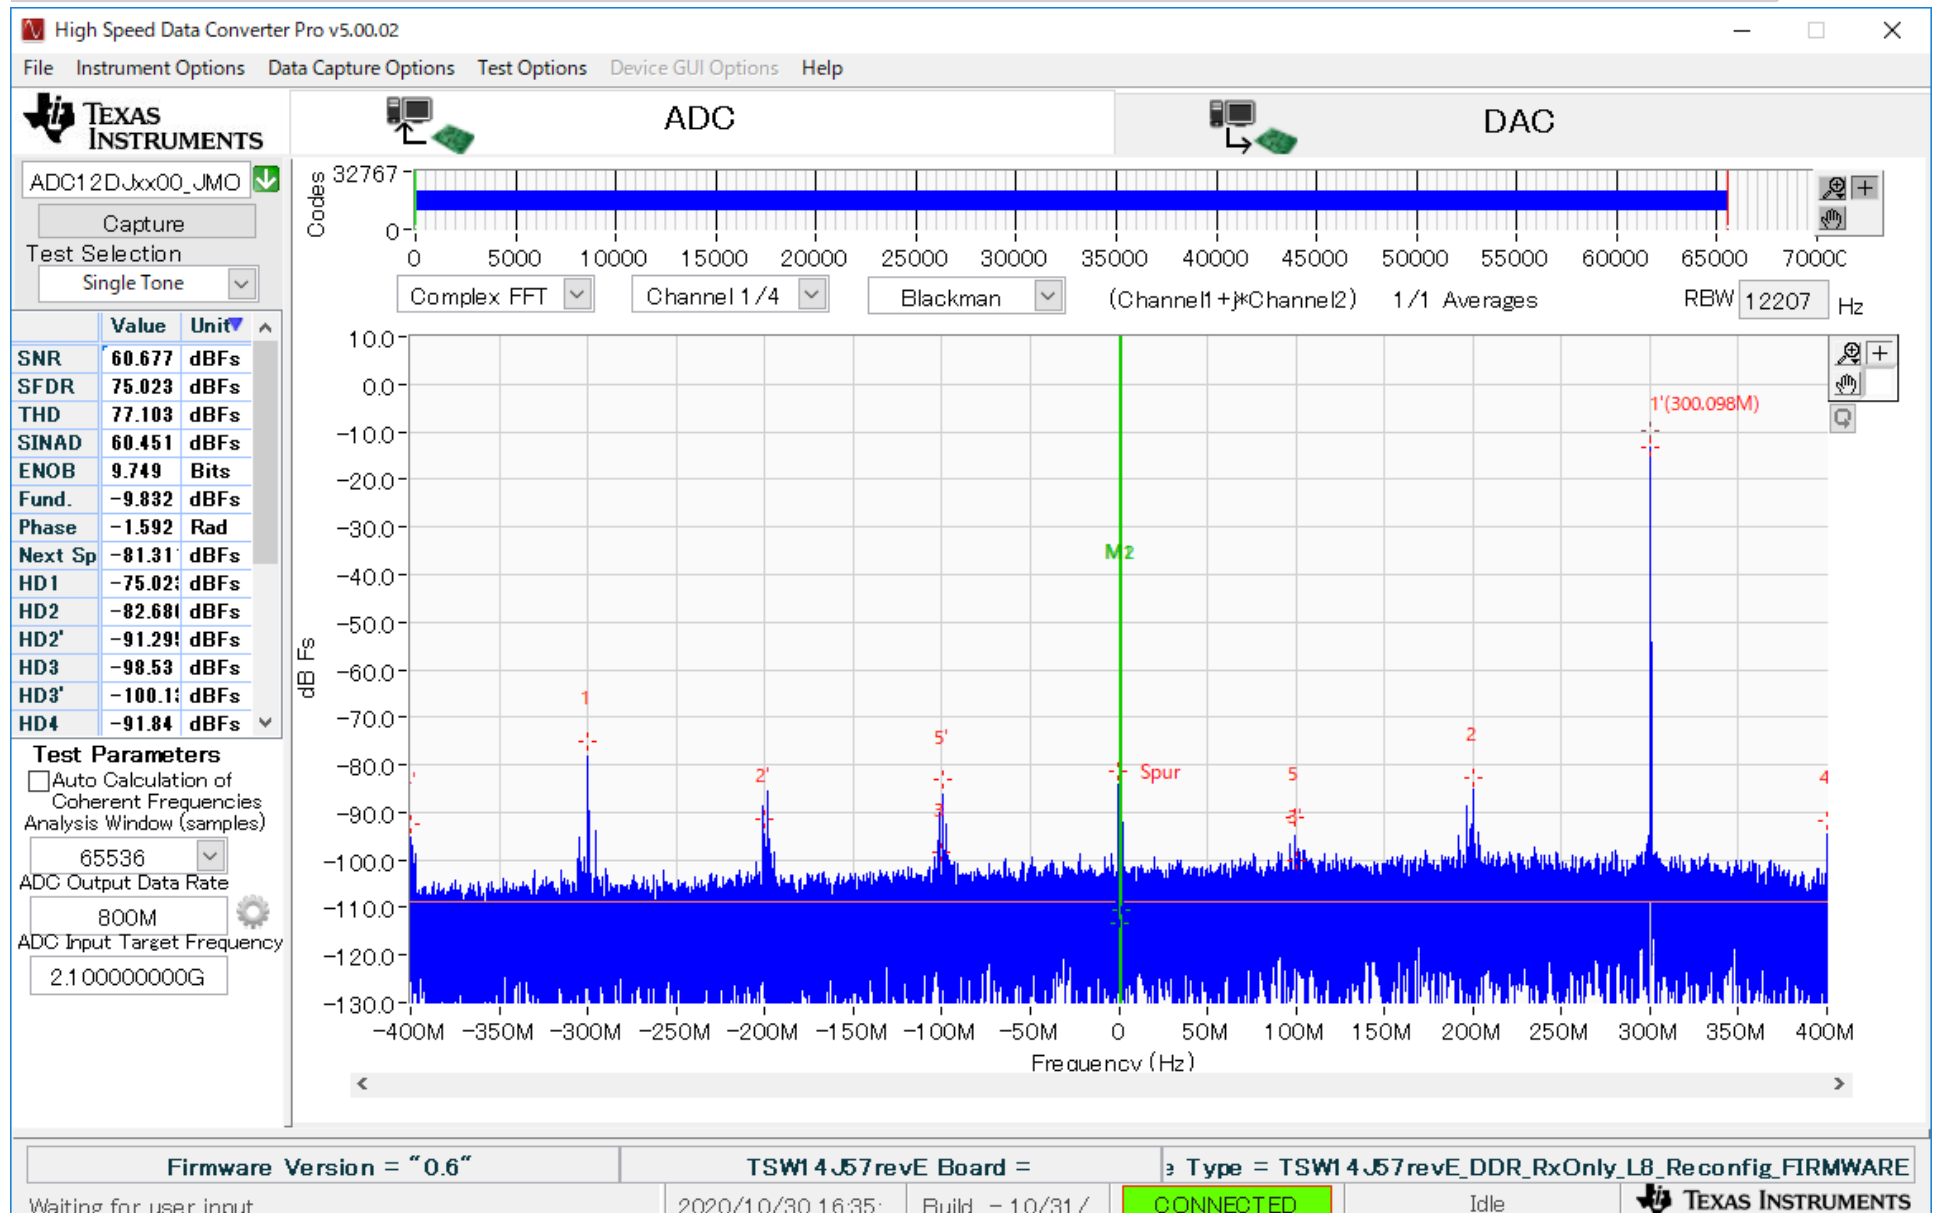 High Speed Data Converter Pro v5.00.02
File Instrument Options Data Capture Options Test Options Device GUI Options Help
TEXAS INSTRUMENTS
ADC
DAC
ADC12DJxx00_JMO
Capture
Test Selection
Single Tone
Value Unit
SNR 60.677 dBFs
SFDR 75.023 dBFs
THD 77.103 dBFs
SINAD 60.451 dBFs
ENOB 9.749 Bits
Fund. -9.832 dBFs
Phase -1.592 Rad
Next Sp -81.31 dBFs
HD1 -75.02 dBFs
HD2 -82.68 dBFs
HD2' -91.29 dBFs
HD3 -98.53 dBFs
HD3' -100.1 dBFs
HD4 -91.84 dBFs
Test Parameters
Auto Calculation of
Coherent Frequencies
Analysis Window (samples)
65536
ADC Output Data Rate
800M
ADC Input Target Frequency
2.100000000G
Codes
32767
0
0 5000 10000 15000 20000 25000 30000 35000 40000 45000 50000 55000 60000 65000
Complex FFT Channel 1/4 Blackman (Channel1+j*Channel2) 1/1 Averages RBW 12207 Hz
dB Fs
10.0
0.0
-10.0
-20.0
-30.0
-40.0
-50.0
-60.0
-70.0
-80.0
-90.0
-100.0
-110.0
-120.0
-130.0
1'(300.098M)
1
2'
5'
3
Spur
5
2
4
-400M -350M -300M -250M -200M -150M -100M -50M 0 50M 100M 150M 200M 250M 300M 350M 400M
Frequency (Hz)
Firmware Version = "0.6"
TSW14J57revE Board =
e Type = TSW14J57revE_DDR_RxOnly_L8_Reconfig_FIRMWARE
Waiting for user input
2020/10/30 16:35:
Build - 10/31/
CONNECTED
Idle
TEXAS INSTRUMENTS